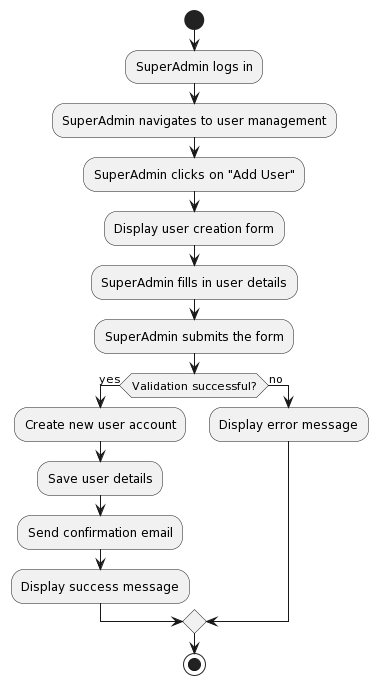 SuperAdmin logs in
SuperAdmin navigates to user management
SuperAdmin clicks on "Add User"
Display user creation form
SuperAdmin fills in user details
SuperAdmin submits the form
yes
Validation successful?
no
Create new user account
Display error message
Save user details
Send confirmation email
Display success message